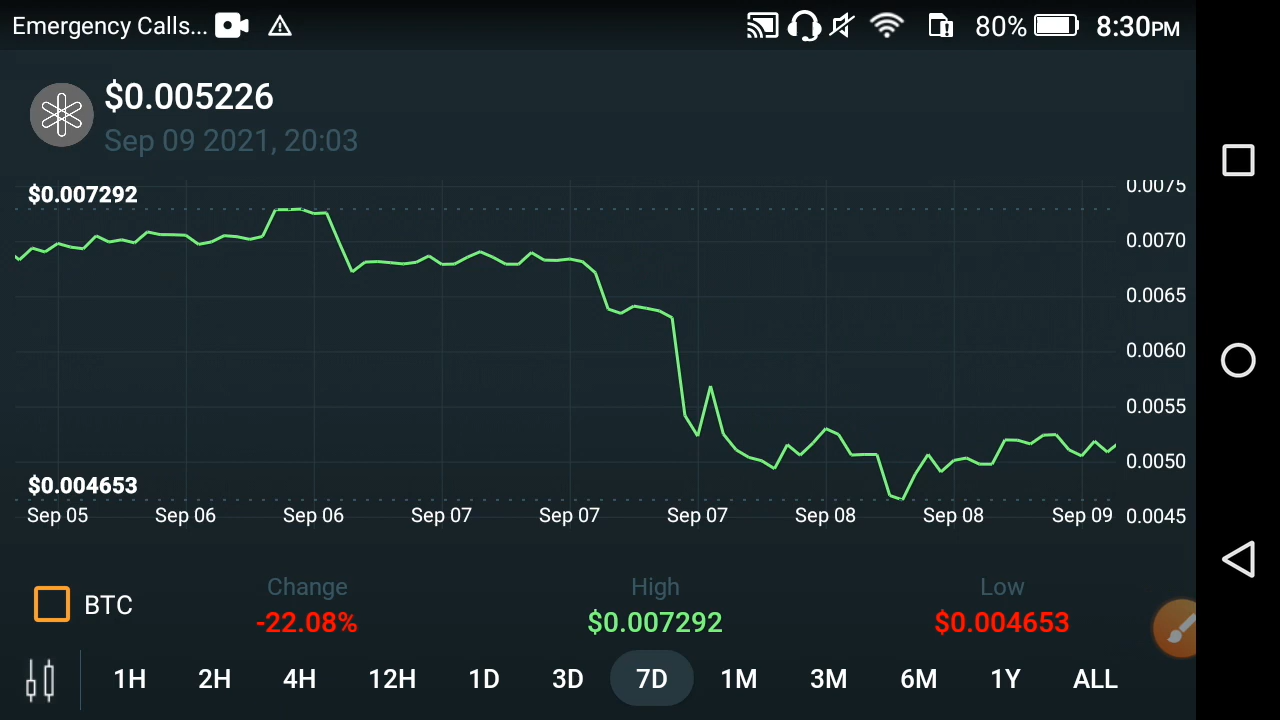 Emergency Calls... 80% 8:30PM
$0.005226
Sep 09 2021, 20:03
$0.007292
0.0075
0.0070
0.0065
0.0060
0.0055
0.0050
$0.004653
0.0045
Sep 05 Sep 06 Sep 06 Sep 07 Sep 07 Sep 07 Sep 08 Sep 08 Sep 09
Change High Low
BTC -22.08% $0.007292 $0.004653
1H 2H 4H 12H 1D 3D 7D 1M 3M 6M 1Y ALL